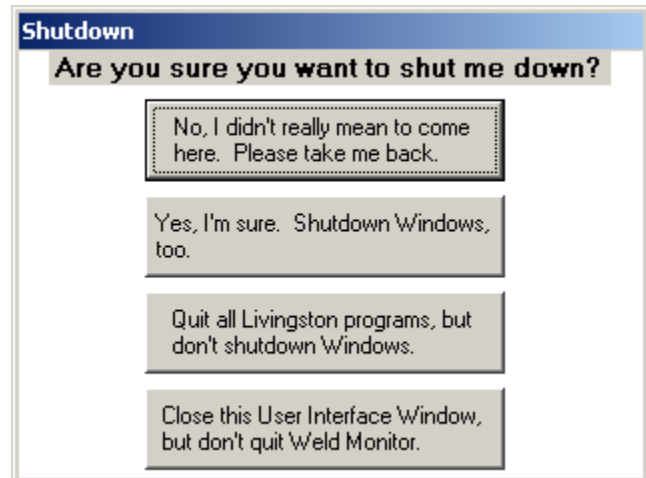 Shutdown
Are you sure you want to shut me down?
No, I didn't really mean to come
here.  Please take me back.
Yes, I'm sure.  Shutdown Windows,
too.
Quit all Livingston programs, but
don't shutdown Windows.
Close this User Interface Window,
but don't quit Weld Monitor.